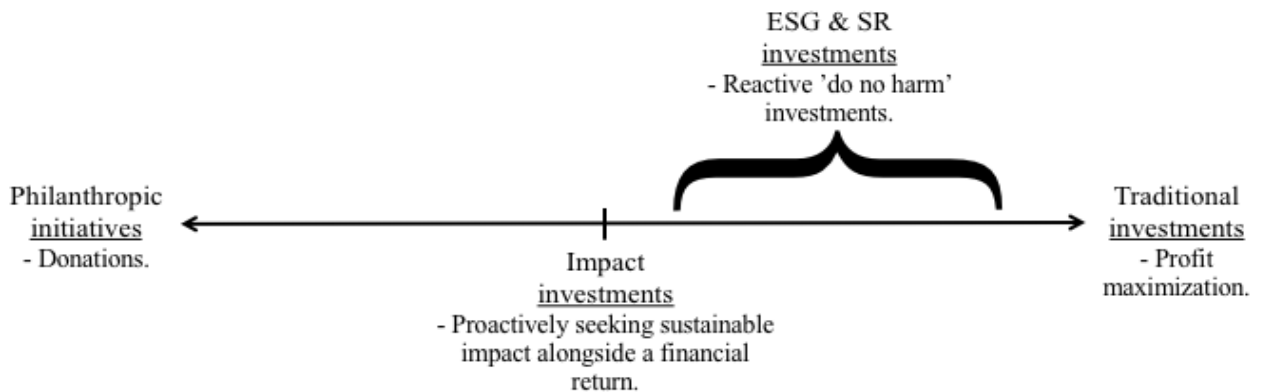 ESG & SR
investments
- Reactive ’do no harm’
investments.
Philanthropic
initiatives
- Donations.
Traditional
investments
- Profit
maximization.
Impact
investments
- Proactively seeking sustainable
impact alongside a financial
return.